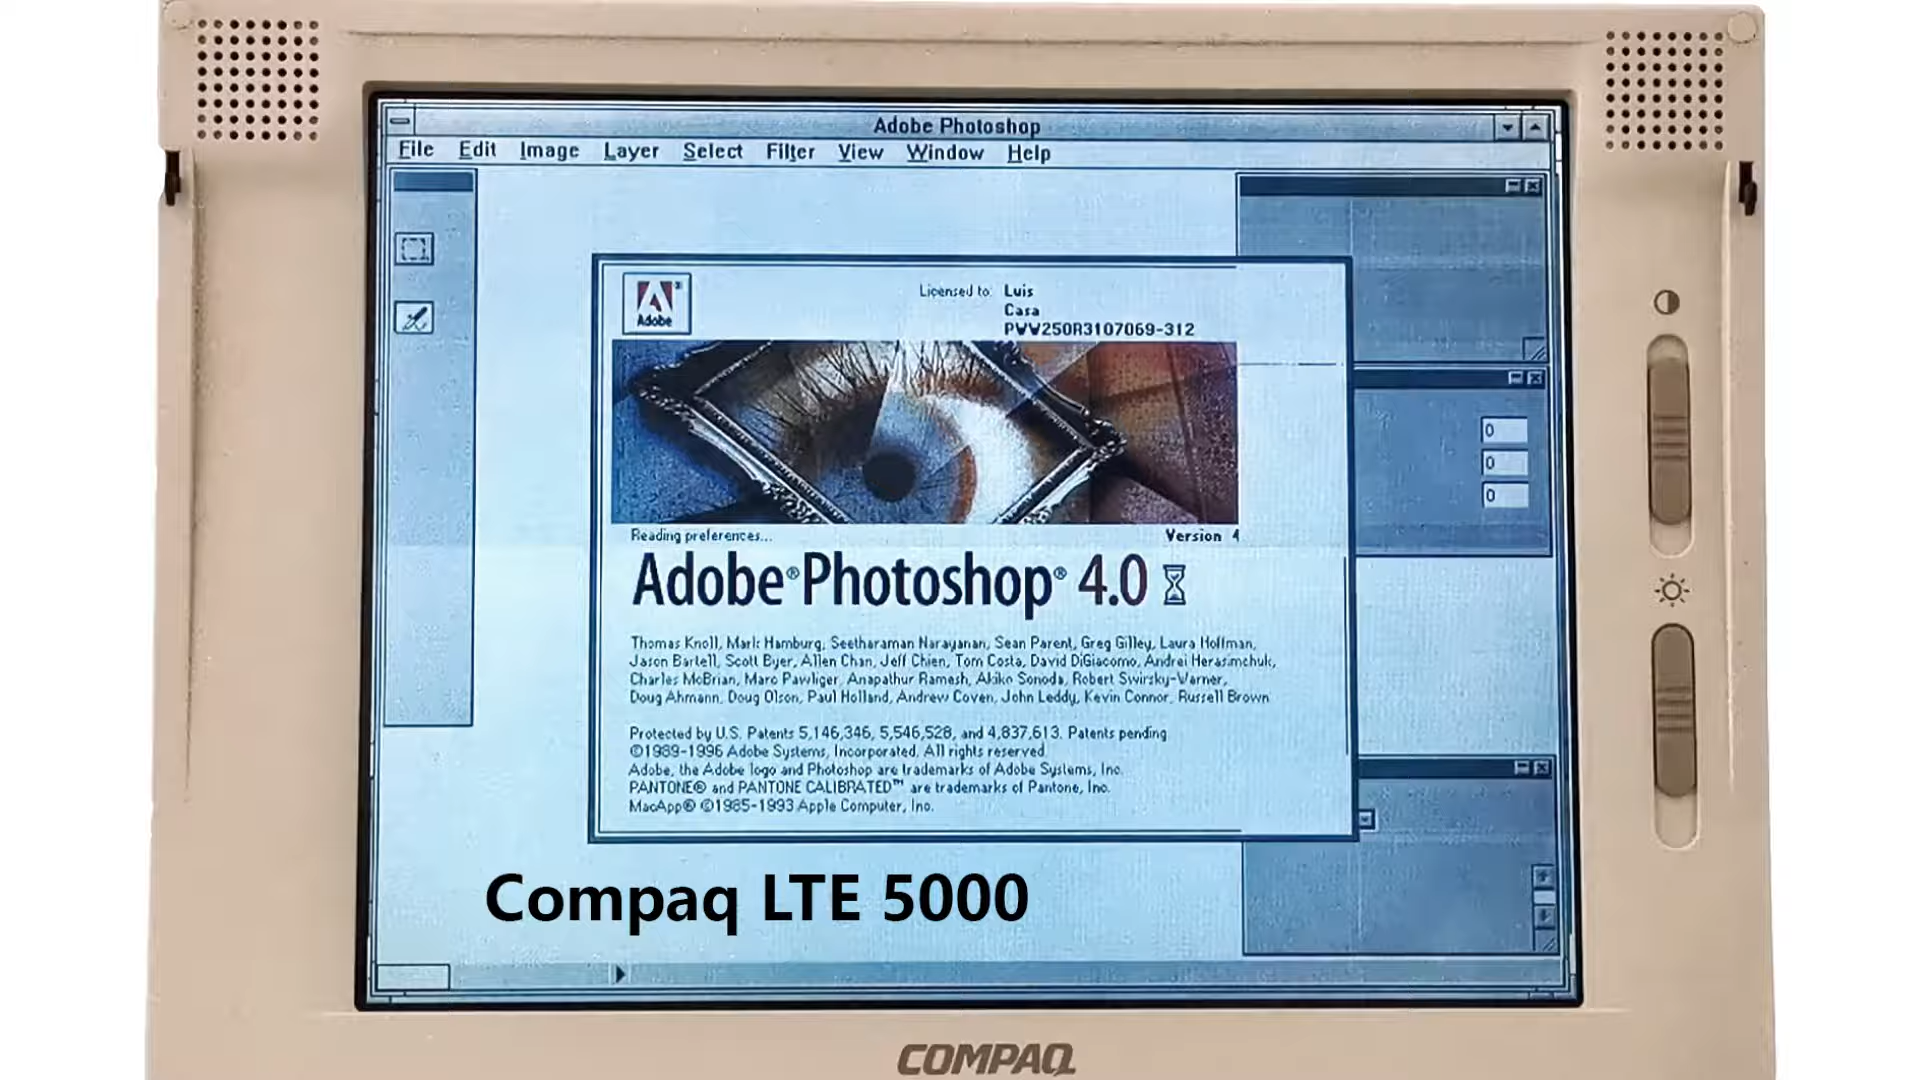 Adobe Photoshop
File Edit Image Layer Select Filter View Window Help
Adobe
Licensed to: Luis
Casa
PWW250R3107069-312
0
0
0
Reading preferences...
Version 4
Adobe® Photoshop® 4.0
Thomas Knoll, Mark Hamburg, Seetharaman Narayanan, Sean Parent, Greg Gilley, Laura Hoffman,
Jason Bartell, Scott Byer, Allen Chan, Jeff Chien, Tom Costa, David DiGiacomo, Andrei Herasimchuk,
Charles McBrian, Marc Pawliger, Anapathur Ramesh, Akiko Sonoda, Robert Swirsky-Warner,
Doug Ahmann, Doug Olson, Paul Holland, Andrew Coven, John Leddy, Kevin Connor, Russell Brown
Protected by U.S. Patents 5,146,346, 5,546,528, and 4,837,613. Patents pending
©1989-1996 Adobe Systems, Incorporated. All rights reserved.
Adobe, the Adobe logo and Photoshop are trademarks of Adobe Systems, Inc.
PANTONE® and PANTONE CALIBRATED™ are trademarks of Pantone, Inc.
MacApp® ©1985-1993 Apple Computer, Inc.
Compaq LTE 5000
COMPAQ